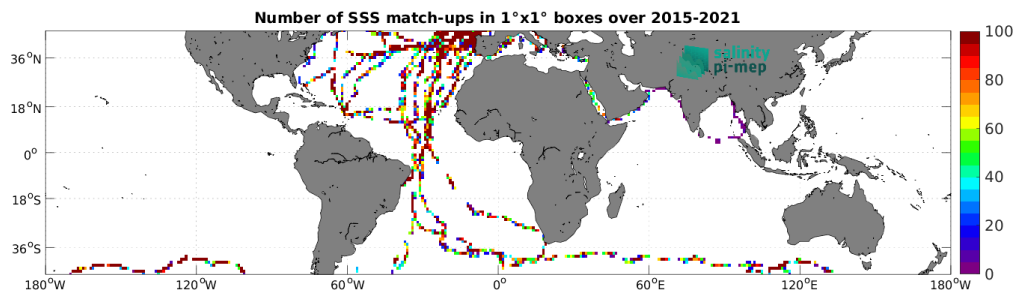 Number of SSS match-ups in 1°x1° boxes over 2015-2021
salinity
pi-mep
36°N
18°N
0°
18°S
36°S
180°W
120°W
60°W
0°
60°E
120°E
180°W
100
80
60
40
20
0